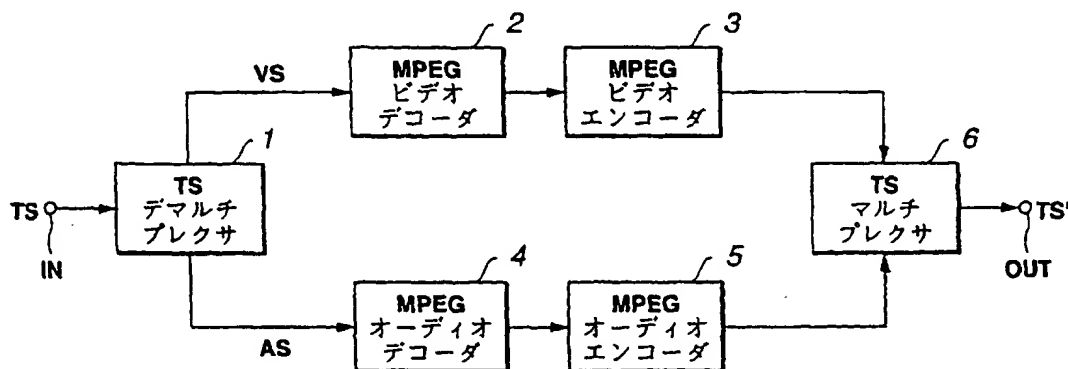 2
3
VS
MPEG
ビデオ
デコーダ
MPEG
ビデオ
エンコーダ
1
6
TS
TS
デマルチ
プレクサ
TS
マルチ
プレクサ
TS'
IN
OUT
4
5
AS
MPEG
オーディオ
デコーダ
MPEG
オーディオ
エンコーダ